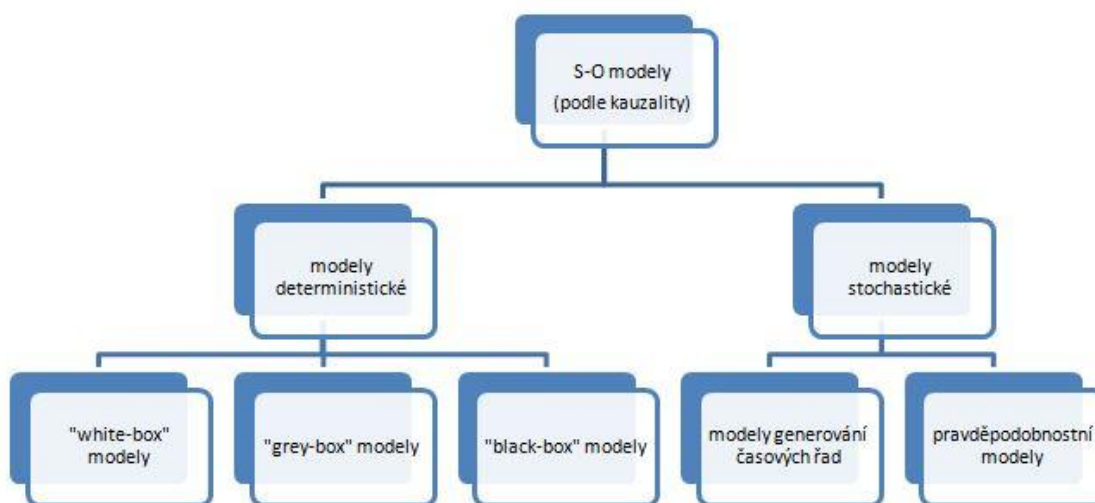 S-O modely
(podle kauzality)
modely
deterministické
modely
stochastické
"white-box"
modely
"grey-box" modely
"black-box" modely
modely generování
časových řad
pravděpodobnostní
modely